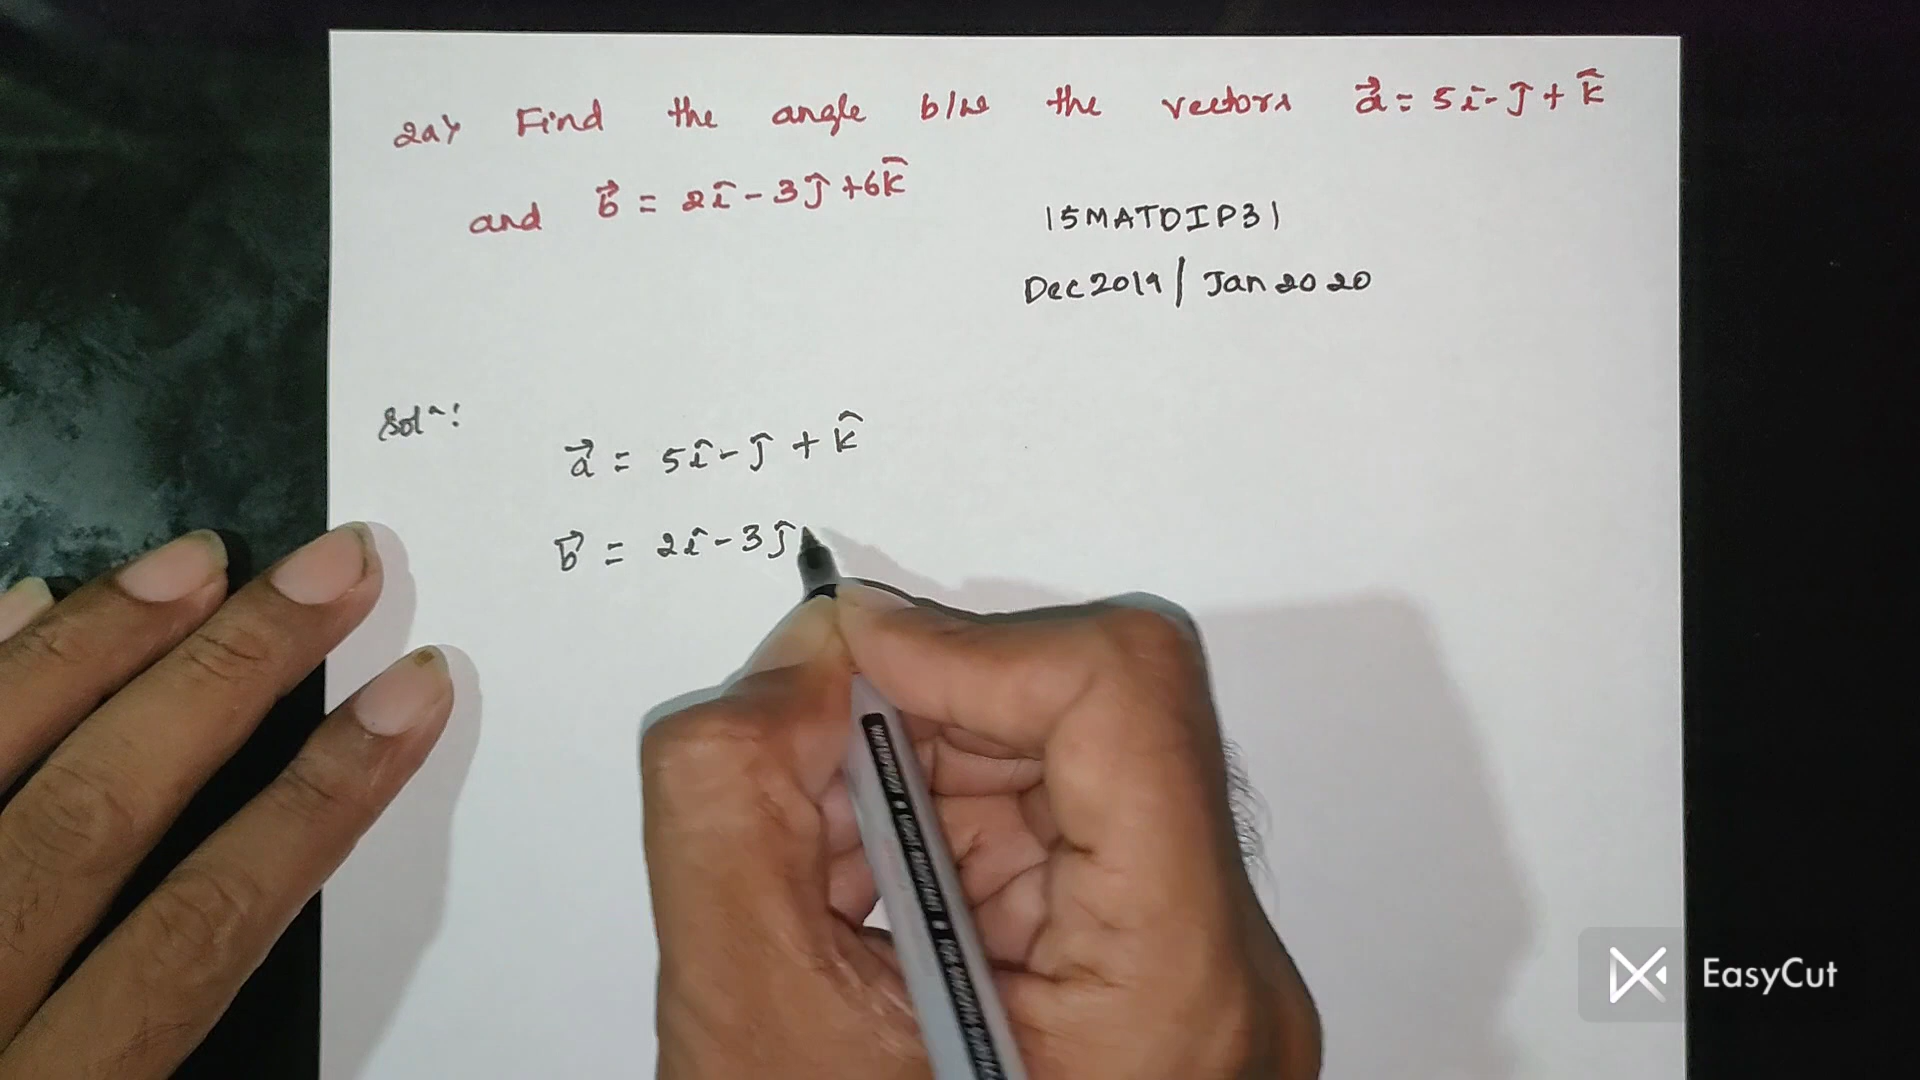 2a) Find the angle b/w the vectors a⃗ = 5î - ĵ + k̂
and b⃗ = 2î - 3ĵ + 6k̂
15MATDIP31
Dec 2019 / Jan 2020
Solⁿ:
a⃗ = 5î - ĵ + k̂
b⃗ = 2î - 3ĵ
EasyCut